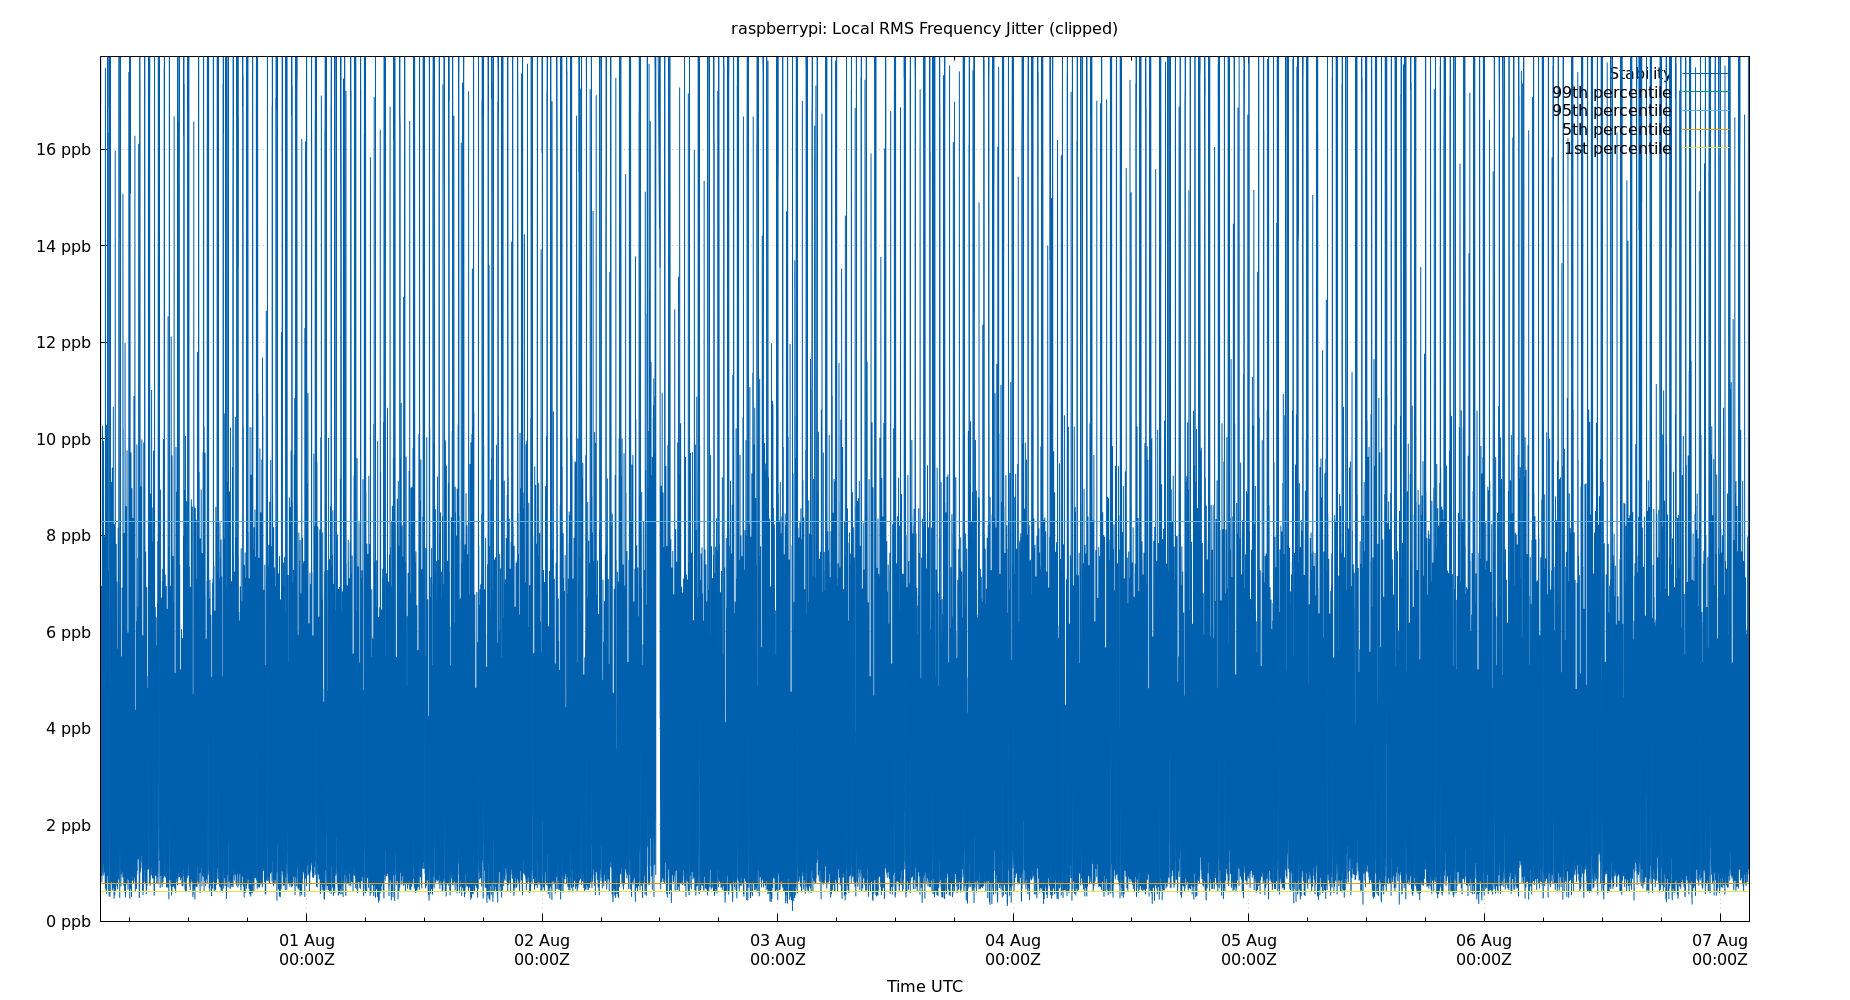 raspberrypi: Local RMS Frequency Jitter (clipped)
Stability
99th percentile
95th percentile
5th percentile
1st percentile
16 ppb
14 ppb
12 ppb
10 ppb
8 ppb
6 ppb
4 ppb
2 ppb
0 ppb
01 Aug 02 Aug 03 Aug 04 Aug 05 Aug 06 Aug 07 Aug
00:00Z 00:00Z 00:00Z 00:00Z 00:00Z 00:00Z 00:00Z
Time UTC